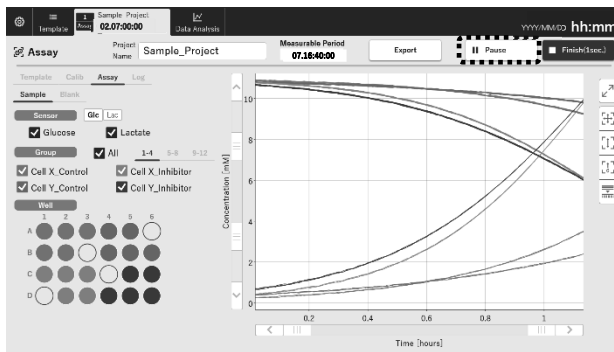 Template
1
Assay
Sample Project
02.07:00:00
Data Analysis
YYYY/MM/DD hh:mm
Assay
Project Name
Sample_Project
Measurable Period
07.16:40:00
Export
Pause
Finish(1sec.)
Template Calib Assay Log
Sample Blank
Sensor Glc Lac
Glucose Lactate
Group All 1-4 5-8 9-12
Cell X_Control Cell X_Inhibitor
Cell Y_Control Cell Y_Inhibitor
Well
1 2 3 4 5 6
A
B
C
D
Concentration [mM]
10
8
6
4
2
0
0.2 0.4 0.6 0.8 1
Time [hours]